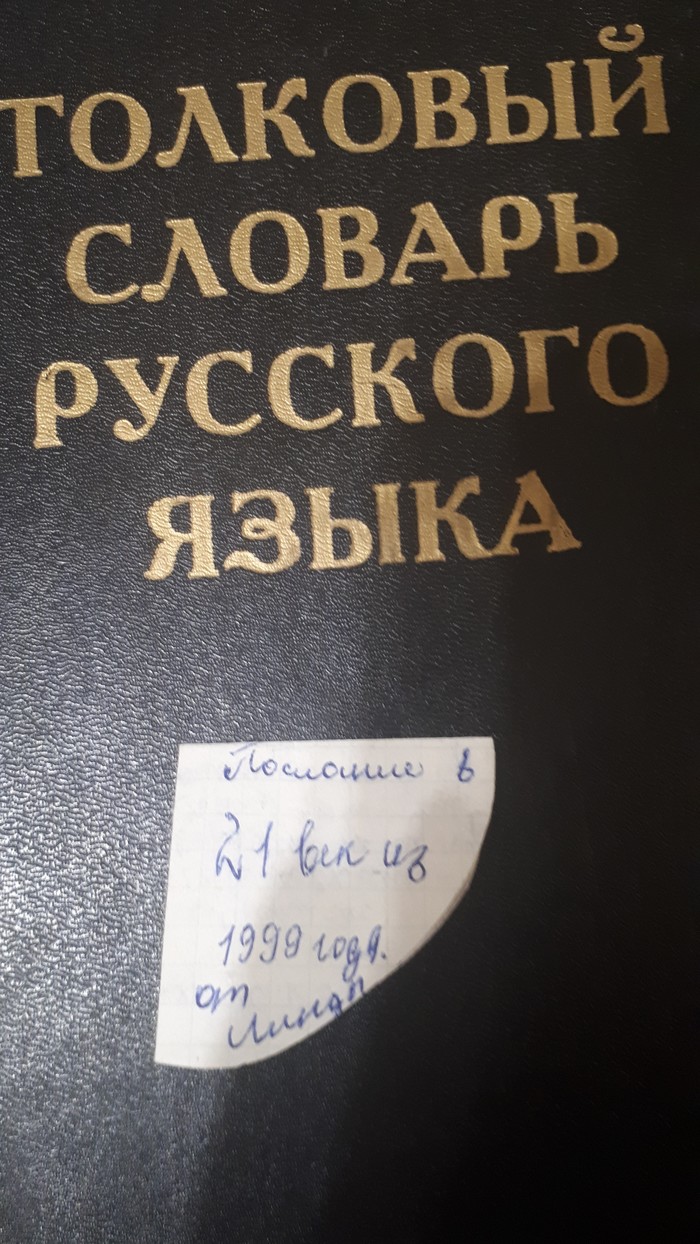 ТОЛКОВЫЙ
СЛОВАРЬ
РУССКОГО
ЯЗЫКА
Послание в
21 век из
1999 года.
от